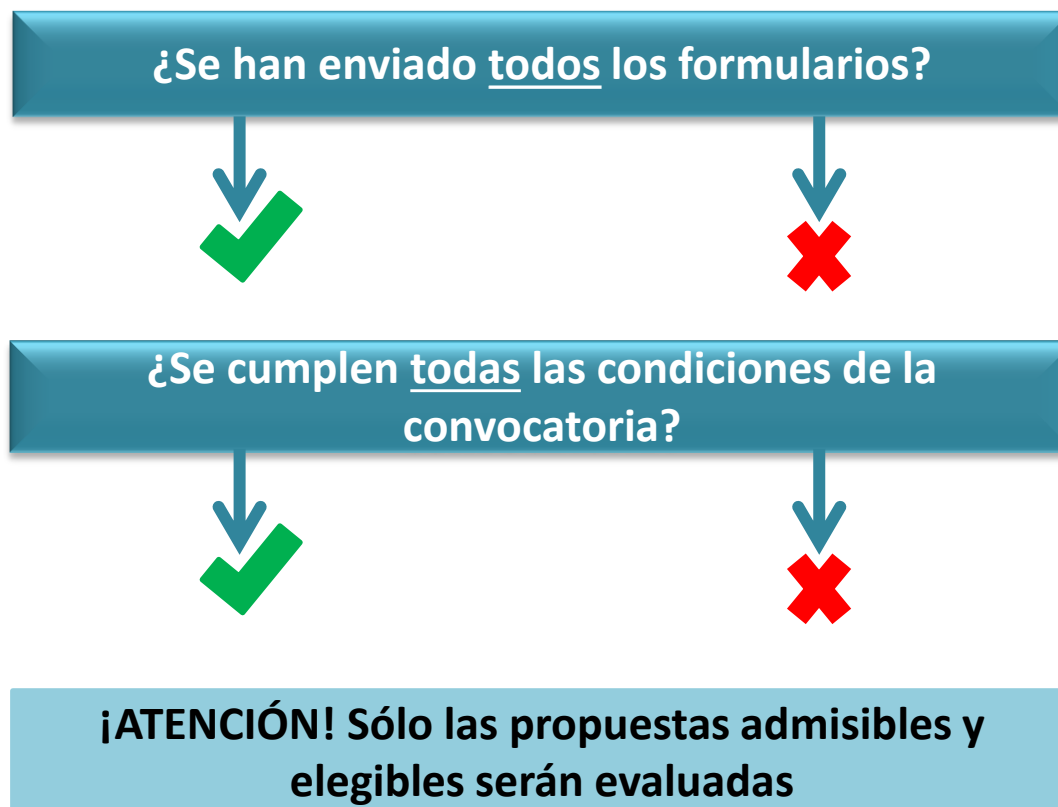 ¿Se han enviado todos los formularios?
¿Se cumplen todas las condiciones de la
convocatoria?
¡ATENCIÓN! Sólo las propuestas admisibles y
elegibles serán evaluadas